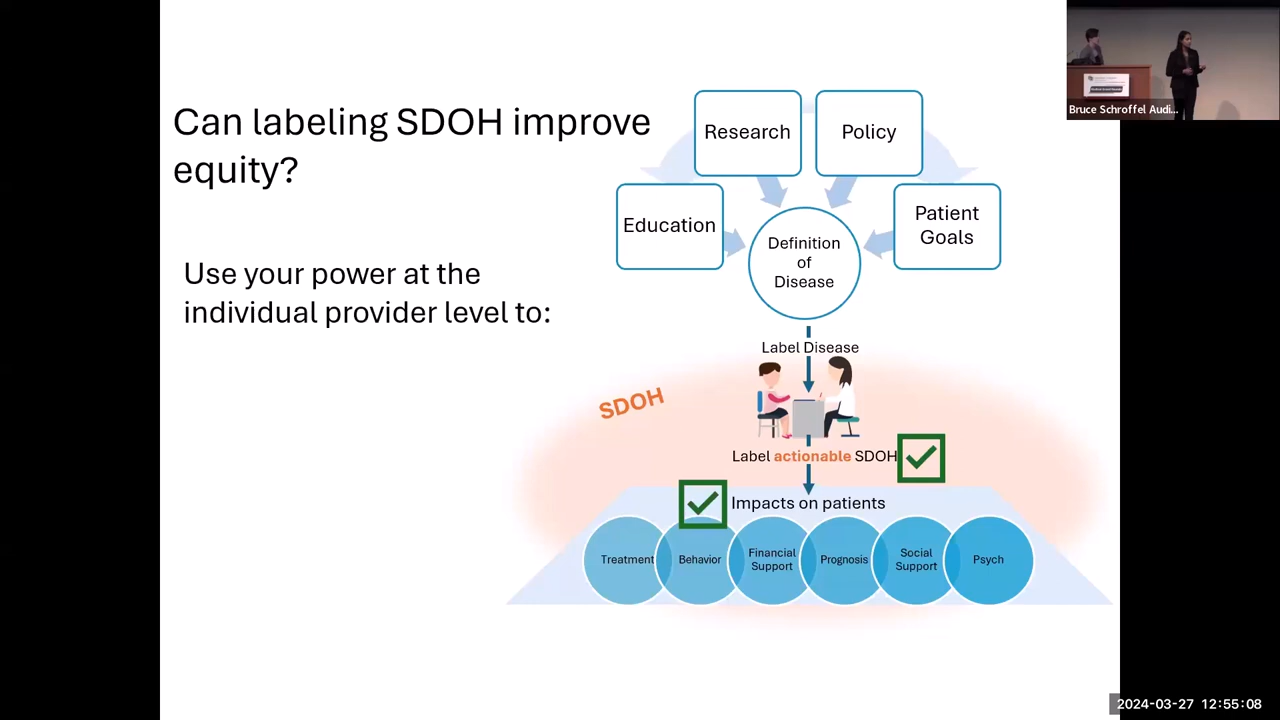 Can labeling SDOH improve
equity?
Use your power at the
individual provider level to:
Research
Policy
Education
Patient
Goals
Definition
of
Disease
Label Disease
SDOH
Label actionable SDOH
Impacts on patients
Treatment
Behavior
Financial
Support
Prognosis
Social
Support
Psych
Bruce Schroffel Audi...
2024-03-27 12:55:08